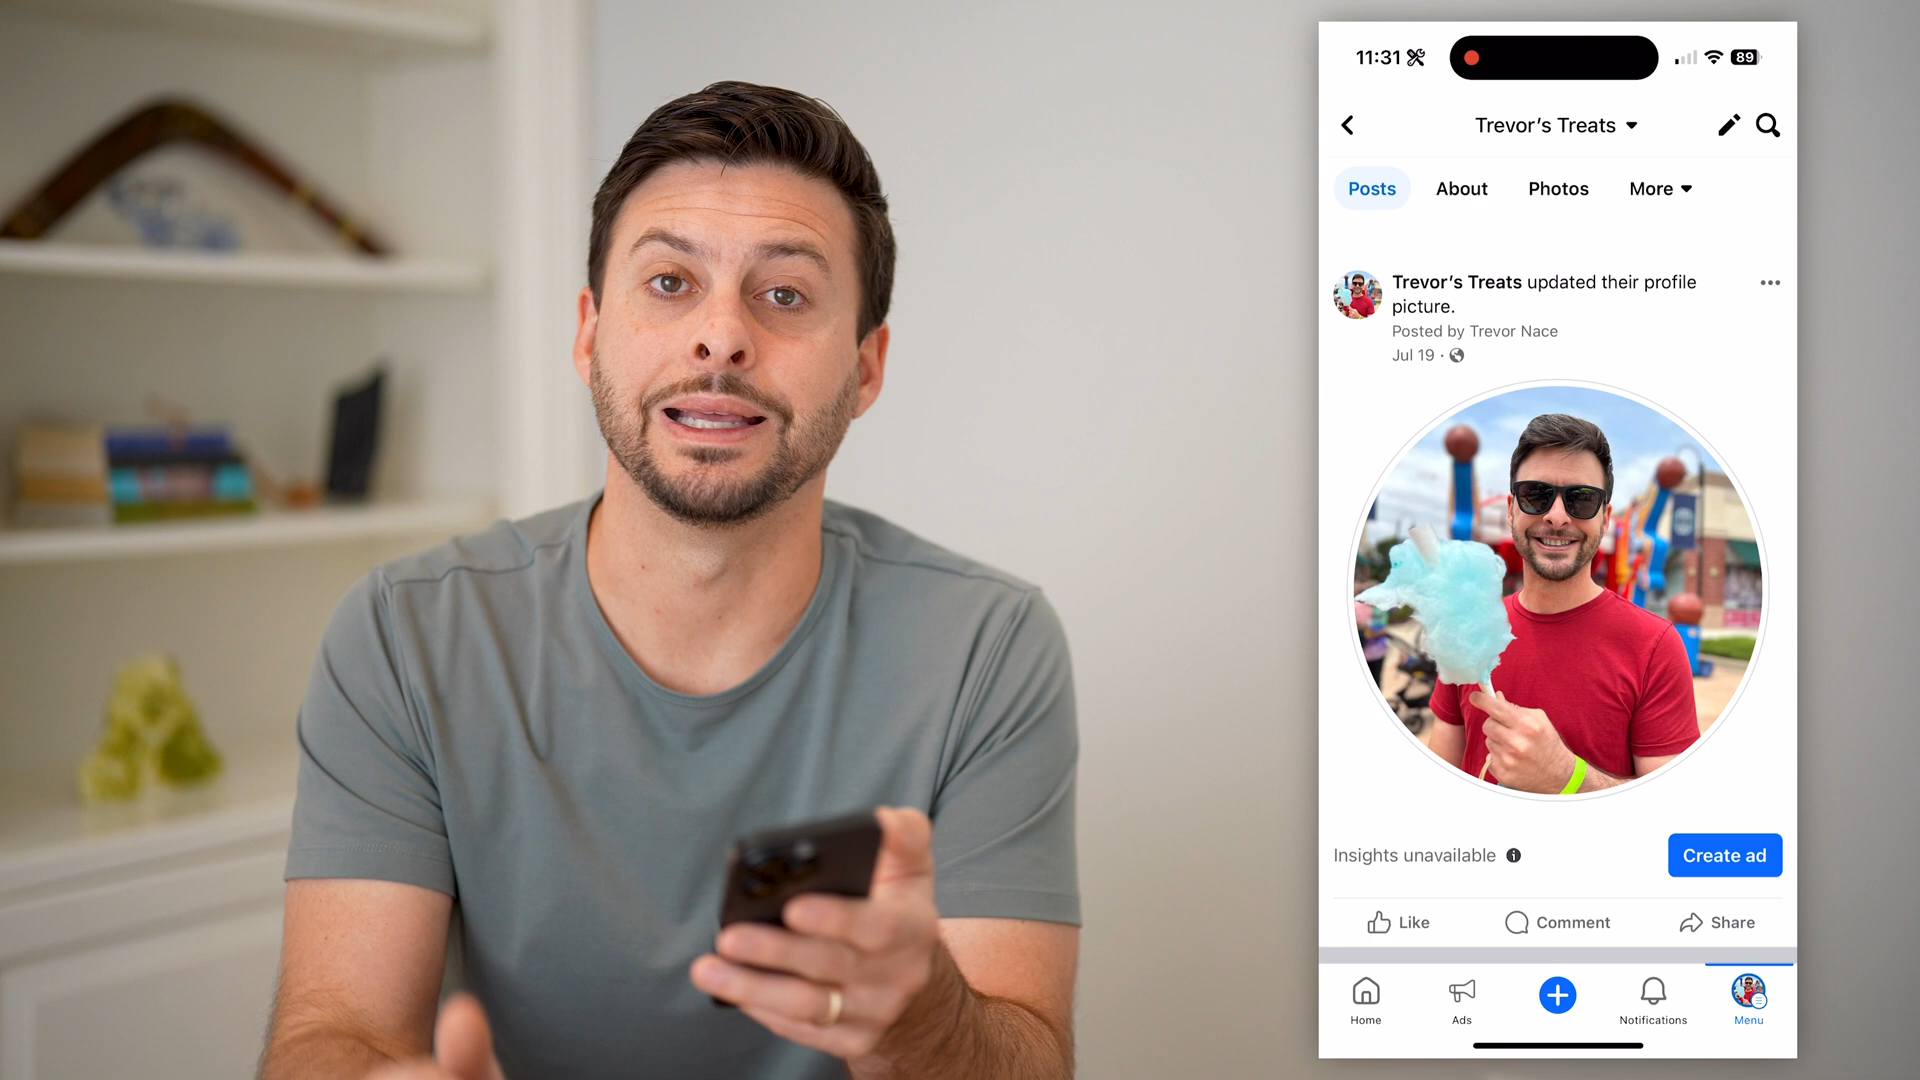 11:31
89
Trevor's Treats
Posts About Photos More
Trevor's Treats updated their profile
picture.
Posted by Trevor Nace
Jul 19 ·
Insights unavailable
Create ad
Like Comment Share
Home Ads Notifications Menu